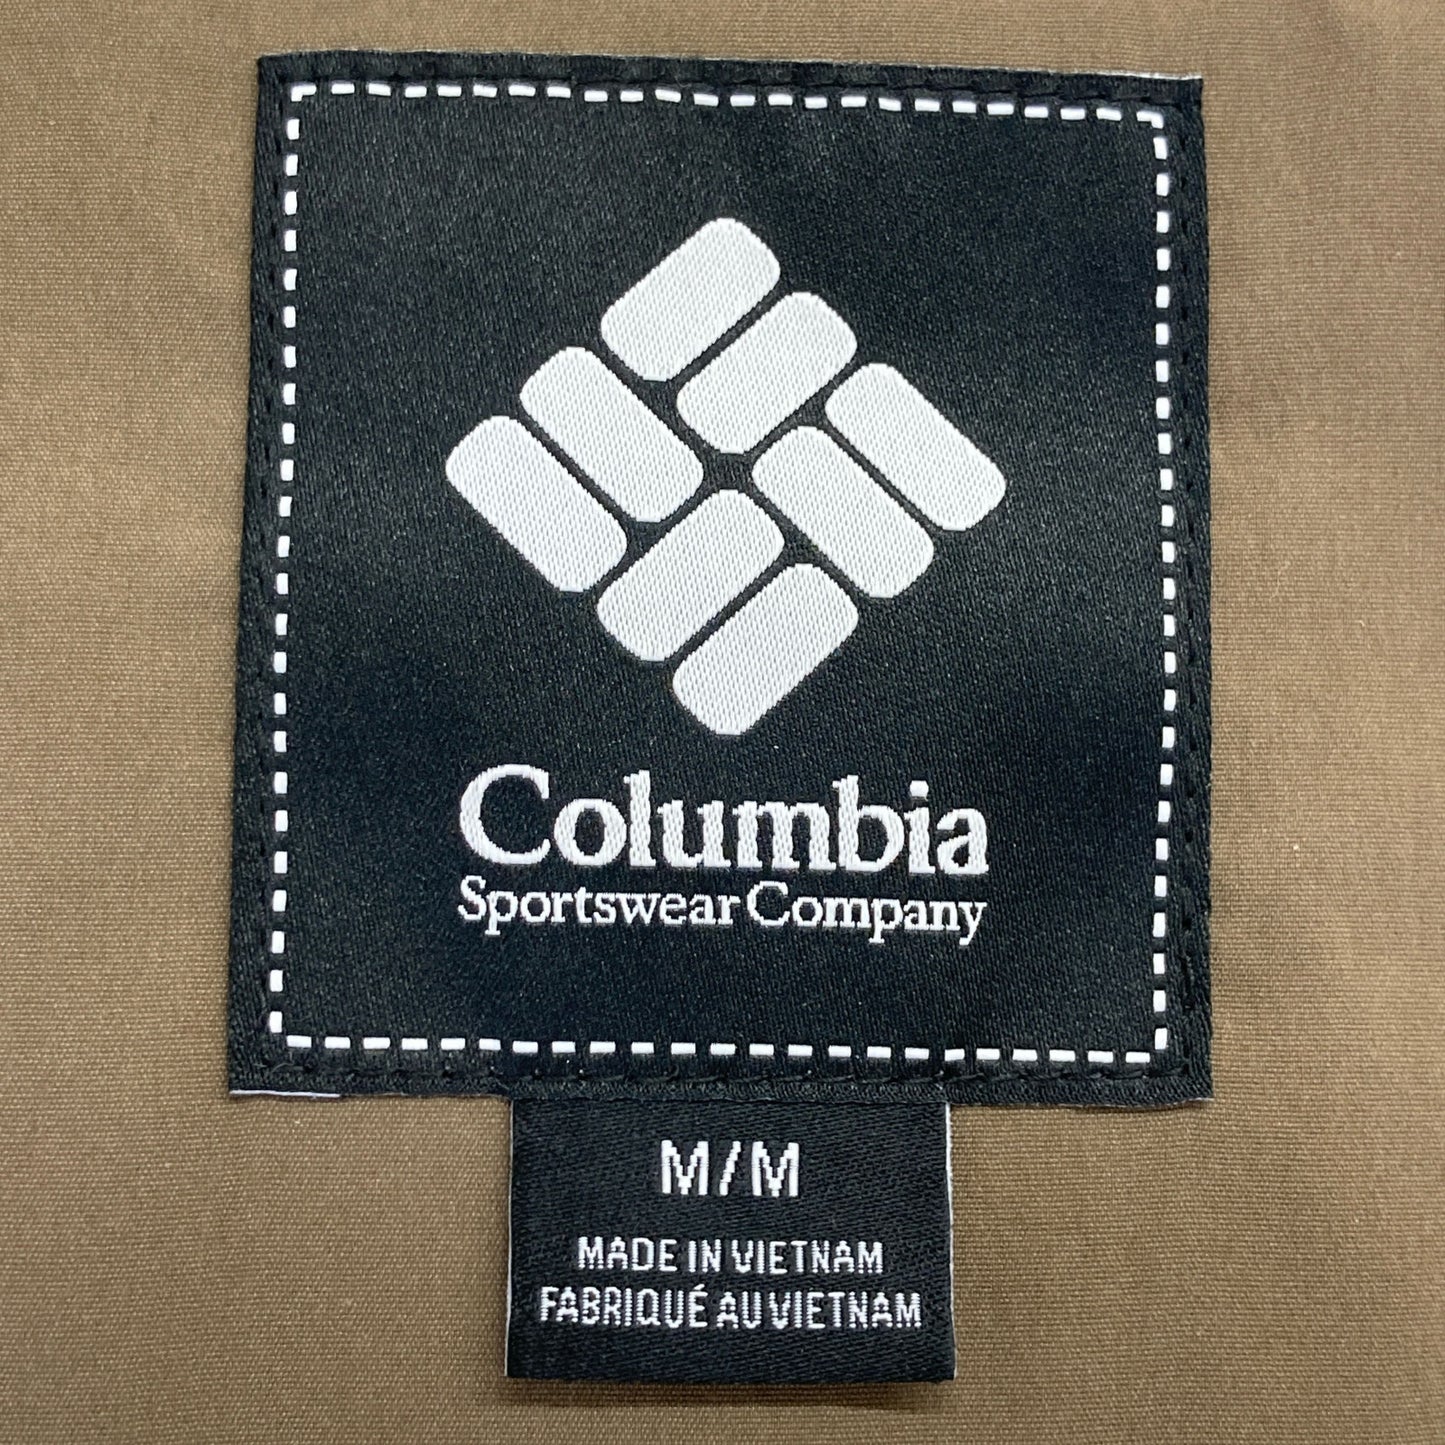 Columbia
Sportswear Company
M/M
MADE IN VIETNAM
FABRIQUÉ AU VIETNAM